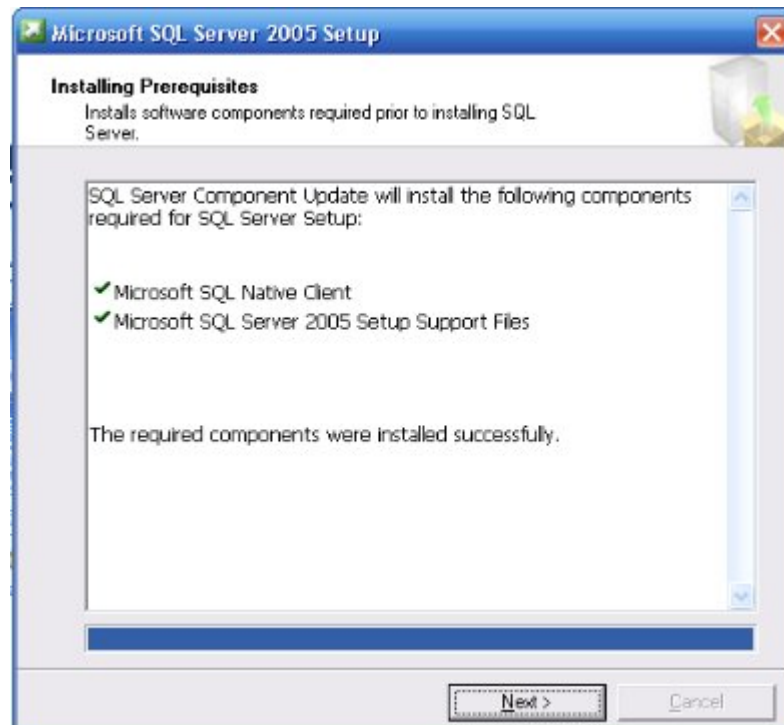 Microsoft SQL Server 2005 Setup
Installing Prerequisites
Installs software components required prior to installing SQL
Server.
SQL Server Component Update will install the following components
required for SQL Server Setup:
Microsoft SQL Native Client
Microsoft SQL Server 2005 Setup Support Files
The required components were installed successfully.
Next >
Cancel